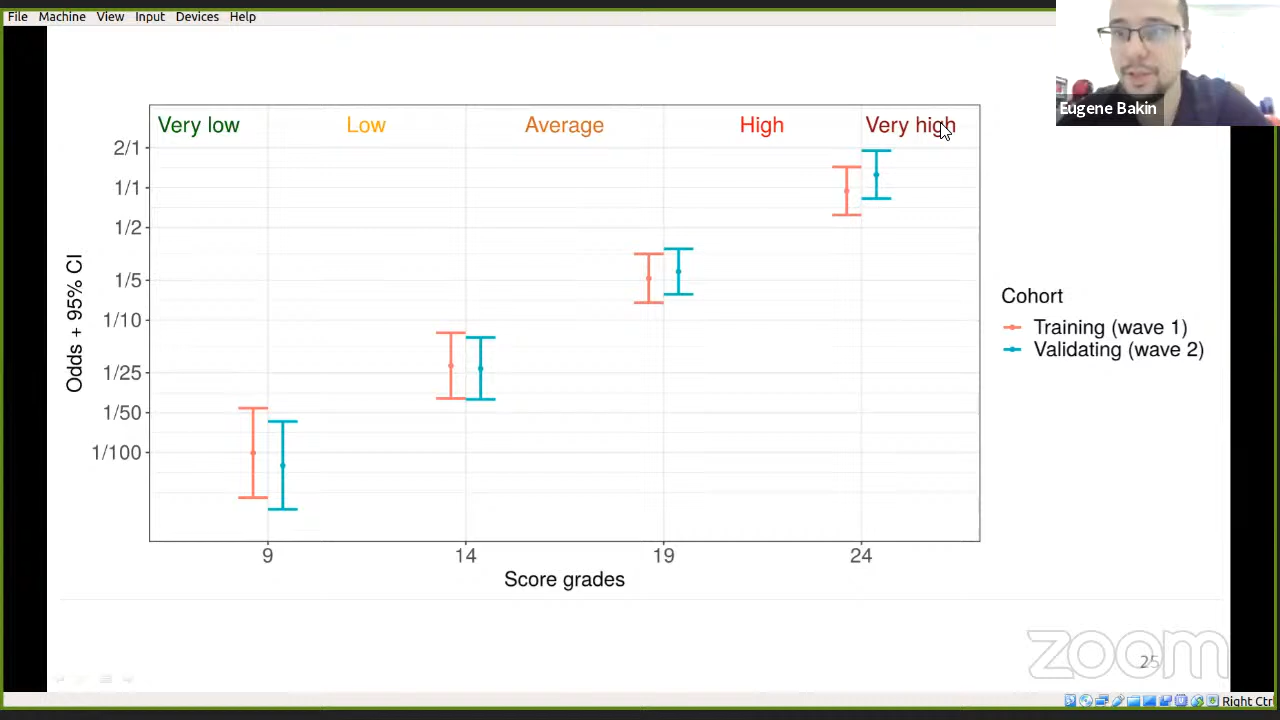 File Machine View Input Devices Help
Eugene Bakin
Very low Low Average High Very high
2/1
1/1
1/2
1/5
1/10
1/25
1/50
1/100
Odds + 95% CI
9 14 19 24
Score grades
Cohort
Training (wave 1)
Validating (wave 2)
zoom
25
Right Ctrl